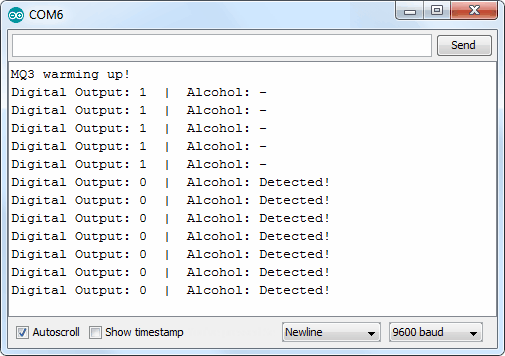 COM6
Send
MQ3 warming up!
Digital Output: 1  |  Alcohol: -
Digital Output: 1  |  Alcohol: -
Digital Output: 1  |  Alcohol: -
Digital Output: 1  |  Alcohol: -
Digital Output: 1  |  Alcohol: -
Digital Output: 0  |  Alcohol: Detected!
Digital Output: 0  |  Alcohol: Detected!
Digital Output: 0  |  Alcohol: Detected!
Digital Output: 0  |  Alcohol: Detected!
Digital Output: 0  |  Alcohol: Detected!
Digital Output: 0  |  Alcohol: Detected!
Digital Output: 0  |  Alcohol: Detected!
Autoscroll Show timestamp Newline 9600 baud